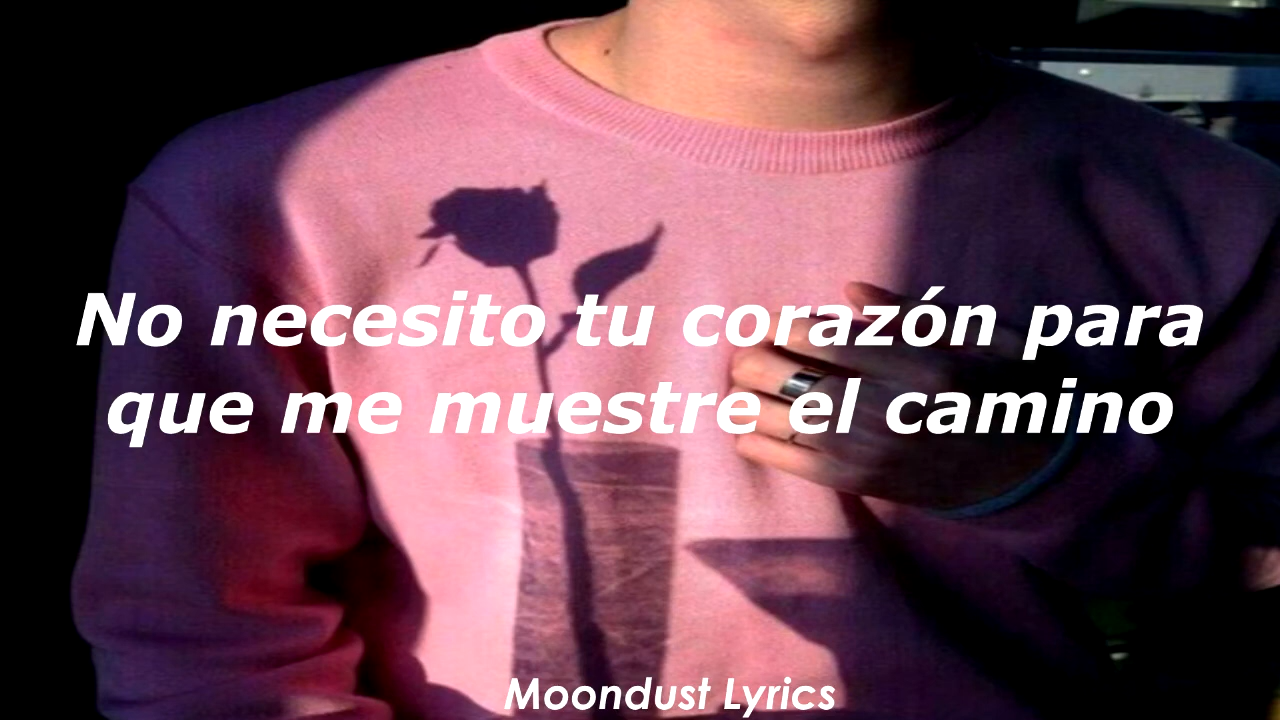 No necesito tu corazón para
que me muestre el camino
Moondust Lyrics